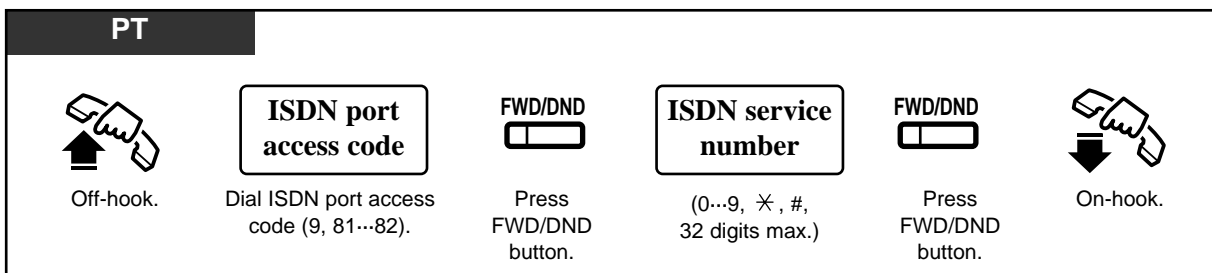 PT
ISDN port
access code
FWD/DND
ISDN service
number
FWD/DND
Off-hook.
Dial ISDN port access
code (9, 81···82).
Press
FWD/DND
button.
(0···9, ✳, #,
32 digits max.)
Press
FWD/DND
button.
On-hook.